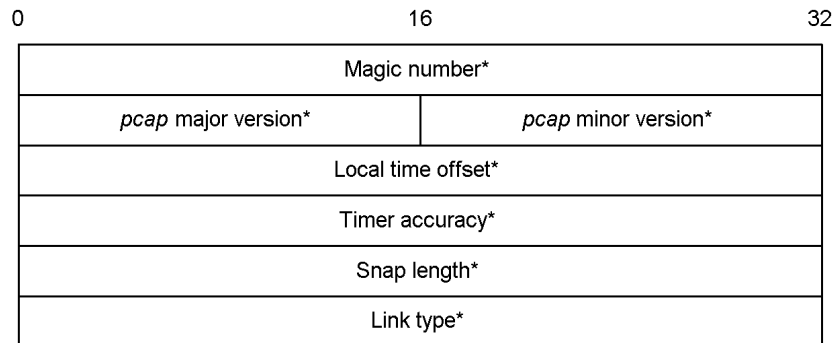 0 16 32
Magic number*
pcap major version* pcap minor version*
Local time offset*
Timer accuracy*
Snap length*
Link type*